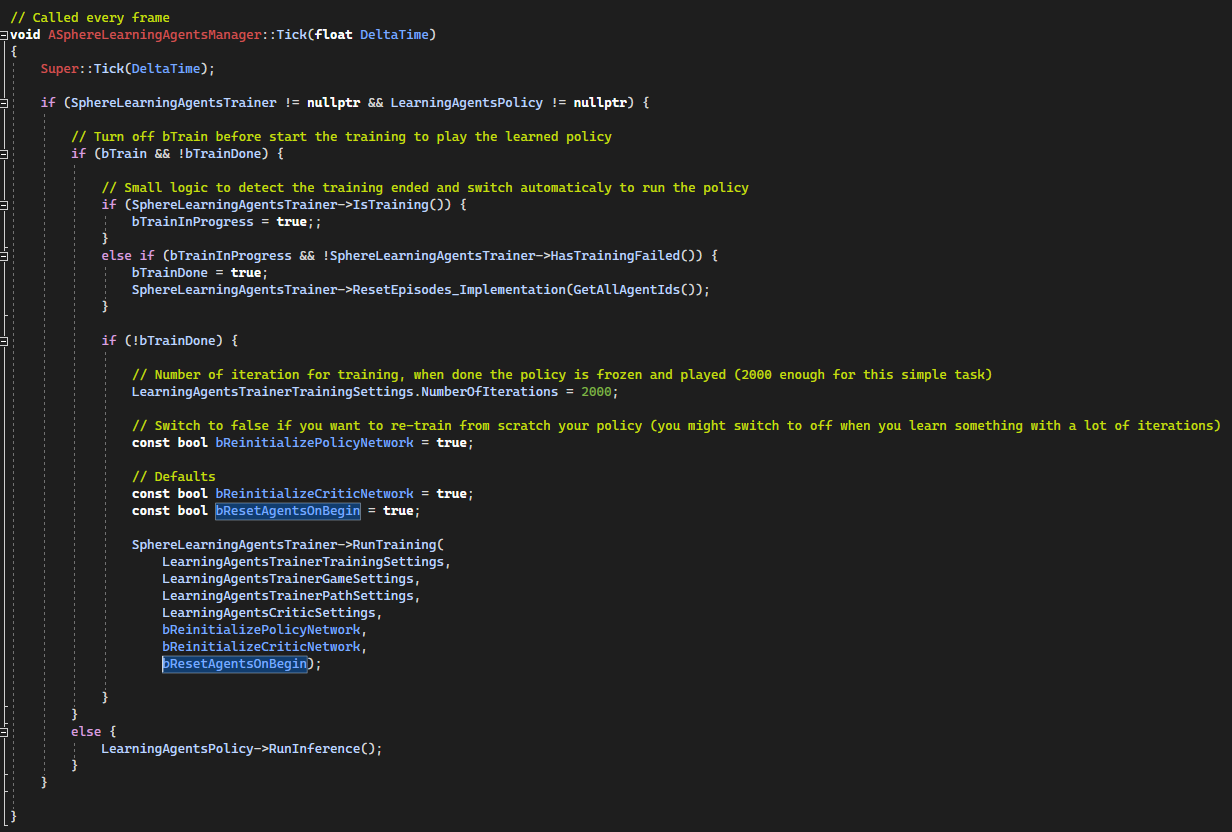 // Called every frame
void ASphereLearningAgentsManager::Tick(float DeltaTime)
{
    Super::Tick(DeltaTime);

    if (SphereLearningAgentsTrainer != nullptr && LearningAgentsPolicy != nullptr) {

        // Turn off bTrain before start the training to play the learned policy
        if (bTrain && !bTrainDone) {

            // Small logic to detect the training ended and switch automaticaly to run the policy
            if (SphereLearningAgentsTrainer->IsTraining()) {
                bTrainInProgress = true;;
            }
            else if (bTrainInProgress && !SphereLearningAgentsTrainer->HasTrainingFailed()) {
                bTrainDone = true;
                SphereLearningAgentsTrainer->ResetEpisodes_Implementation(GetAllAgentIds());
            }

            if (!bTrainDone) {

                // Number of iteration for training, when done the policy is frozen and played (2000 enough for this simple task)
                LearningAgentsTrainerTrainingSettings.NumberOfIterations = 2000;

                // Switch to false if you want to re-train from scratch your policy (you might switch to off when you learn something with a lot of iterations)
                const bool bReinitializePolicyNetwork = true;

                // Defaults
                const bool bReinitializeCriticNetwork = true;
                const bool bResetAgentsOnBegin = true;

                SphereLearningAgentsTrainer->RunTraining(
                    LearningAgentsTrainerTrainingSettings,
                    LearningAgentsTrainerGameSettings,
                    LearningAgentsTrainerPathSettings,
                    LearningAgentsCriticSettings,
                    bReinitializePolicyNetwork,
                    bReinitializeCriticNetwork,
                    bResetAgentsOnBegin);

            }
        }
        else {
            LearningAgentsPolicy->RunInference();
        }
    }

}